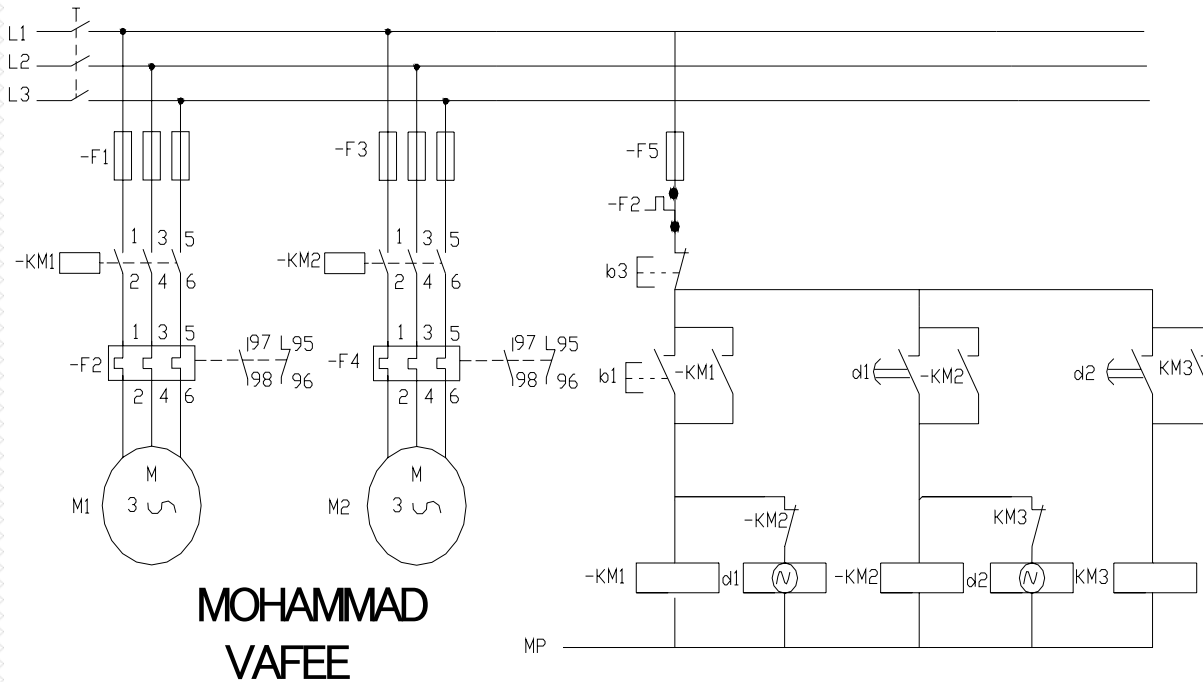 T
L1
L2
L3
-F1
-F3
-F5
-F2
1 3 5
-KM1
2 4 6
1 3 5
-KM2
2 4 6
b3
1 3 5
-F2
97 95
98 96
2 4 6
1 3 5
-F4
97 95
98 96
2 4 6
b1
-KM1
d1
-KM2
d2
KM3
M
M1
3
M
M2
3
-KM2
KM3
-KM1
d1
-KM2
d2
KM3
MP
MOHAMMAD
VAFEE